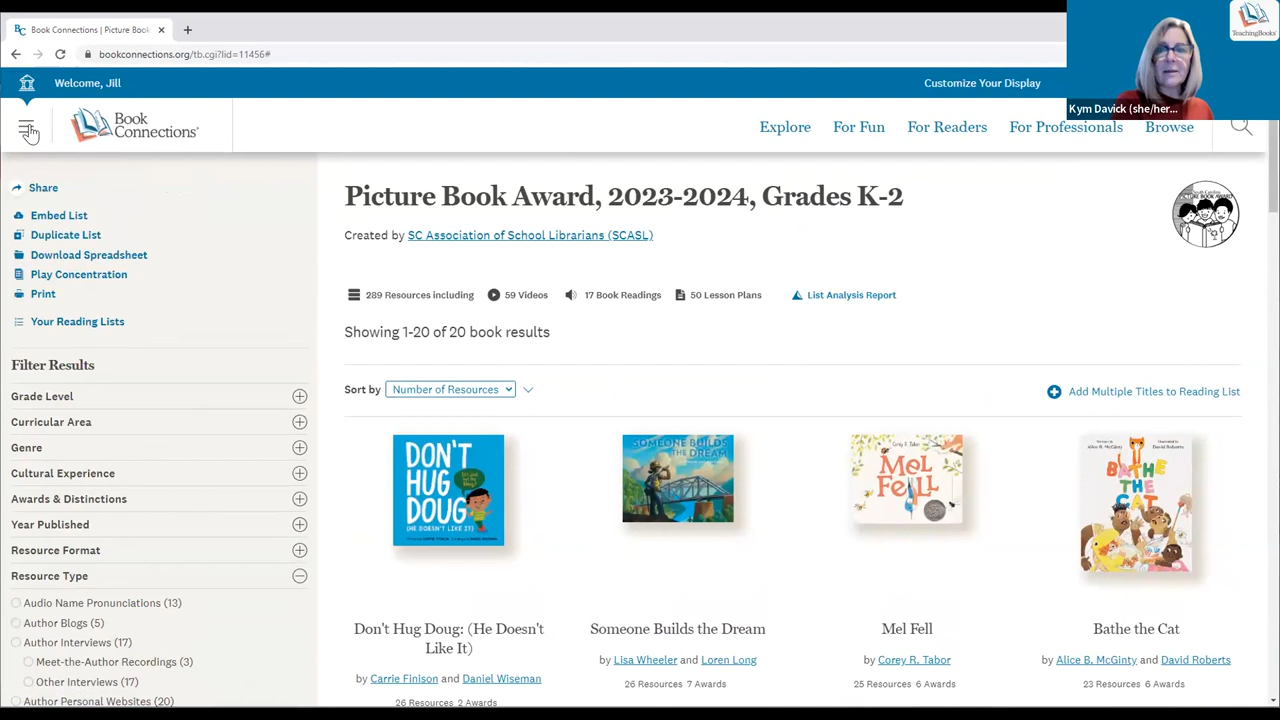 Book Connections | Picture Book
bookconnections.org/tb.cgi?lid=11456#
TeachingBooks
Welcome, Jill
Customize Your Display
Kym Davick (she/her...
Book
Connections
Explore
For Fun
For Readers
For Professionals
Browse
Share
Embed List
Duplicate List
Download Spreadsheet
Play Concentration
Print
Your Reading Lists
Filter Results
Grade Level
Curricular Area
Genre
Cultural Experience
Awards & Distinctions
Year Published
Resource Format
Resource Type
Audio Name Pronunciations (13)
Author Blogs (5)
Author Interviews (17)
Meet-the-Author Recordings (3)
Other Interviews (17)
Author Personal Websites (20)
Picture Book Award, 2023-2024, Grades K-2
Created by SC Association of School Librarians (SCASL)
289 Resources including
59 Videos
17 Book Readings
50 Lesson Plans
List Analysis Report
Showing 1-20 of 20 book results
Sort by
Number of Resources
Add Multiple Titles to Reading List
DON'T
HUG
DOUG
(HE DOESN'T
LIKE IT)
SOMEONE BUILDS
THE DREAM
Corey R. Tabor
MEL
FELL
Alice B. McGinty
David Roberts
BATHE
THE
CAT
Don't Hug Doug: (He Doesn't
Like It)
by Carrie Finison and Daniel Wiseman
26 Resources 2 Awards
Someone Builds the Dream
by Lisa Wheeler and Loren Long
26 Resources 7 Awards
Mel Fell
by Corey R. Tabor
25 Resources 6 Awards
Bathe the Cat
by Alice B. McGinty and David Roberts
23 Resources 6 Awards